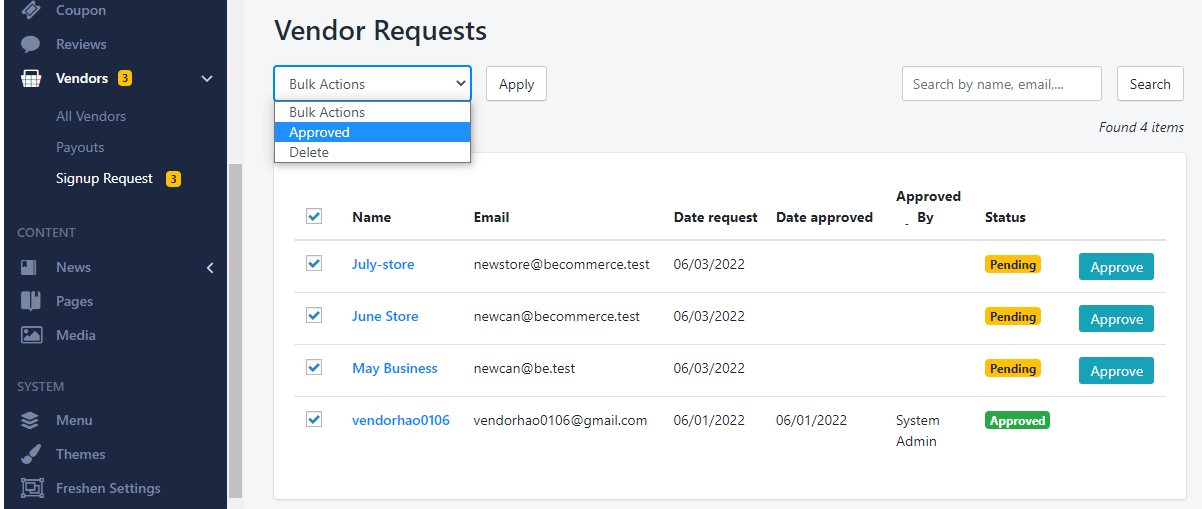 Coupon
Reviews
Vendors 3
All Vendors
Payouts
Signup Request 3
CONTENT
News
Pages
Media
SYSTEM
Menu
Themes
Freshen Settings
Vendor Requests
Bulk Actions Apply Search by name, email,... Search
Bulk Actions
Approved
Delete
Found 4 items
Name Email Date request Date approved Approved By Status
July-store newstore@becommerce.test 06/03/2022 Pending Approve
June Store newcan@becommerce.test 06/03/2022 Pending Approve
May Business newcan@be.test 06/03/2022 Pending Approve
vendorhao0106 vendorhao0106@gmail.com 06/01/2022 06/01/2022 System Admin Approved